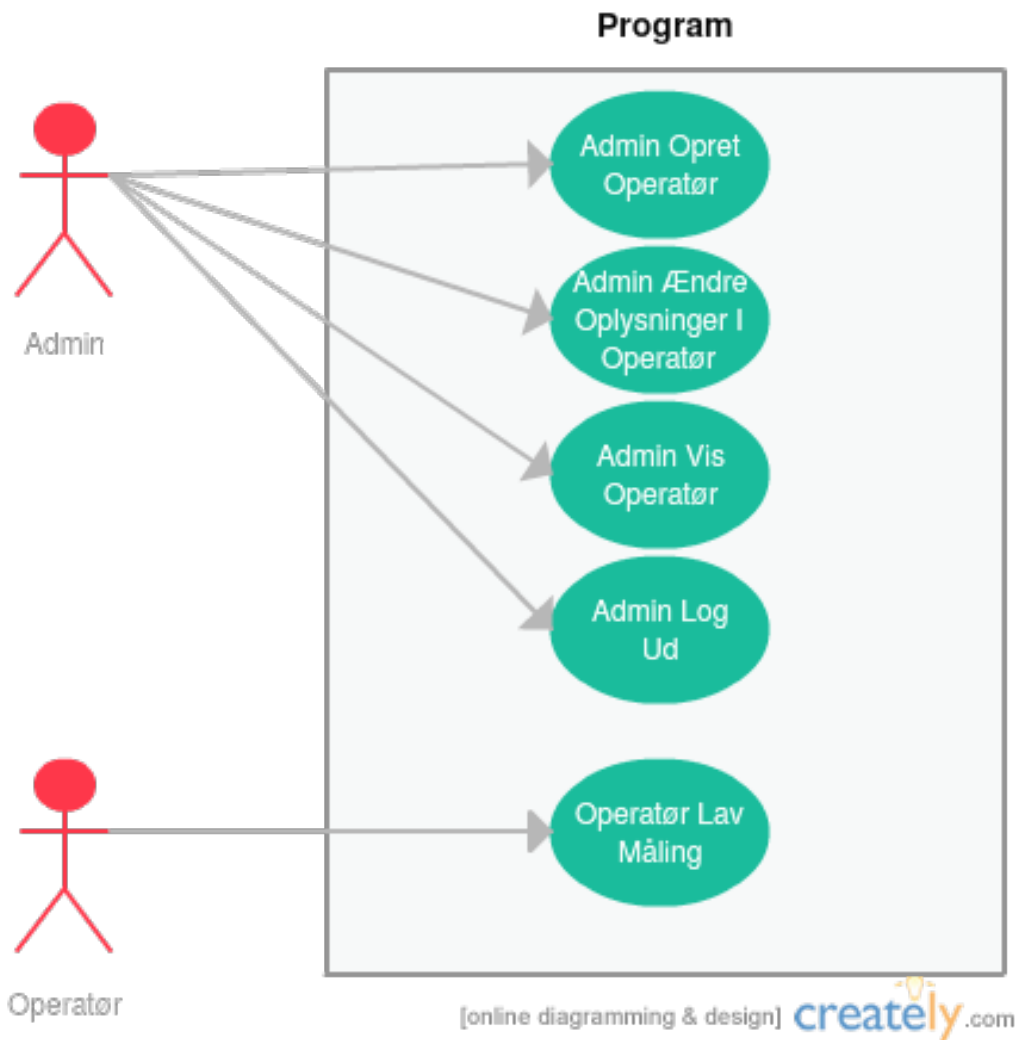 Program
Admin Opret
Operatør
Admin Ændre
Oplysninger I
Operatør
Admin
Admin Vis
Operatør
Admin Log
Ud
Operatør Lav
Måling
Operatør
[online diagramming & design] creately.com